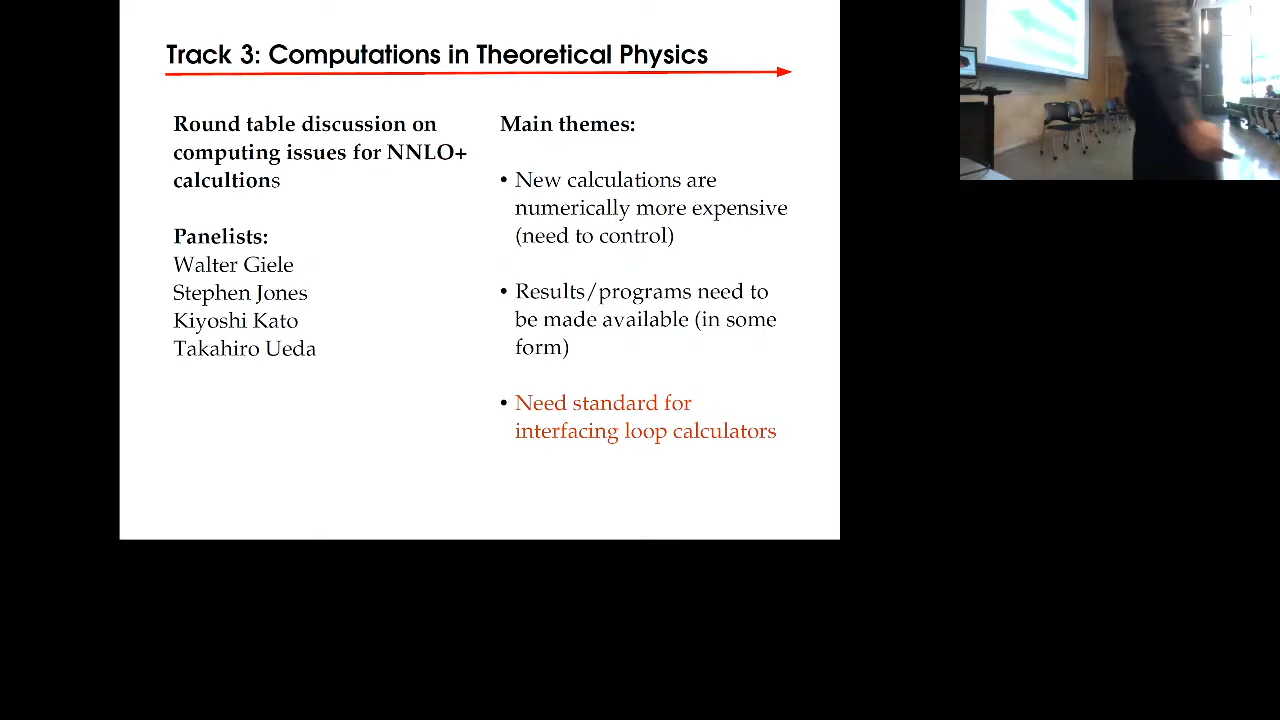 Track 3: Computations in Theoretical Physics
Round table discussion on
computing issues for NNLO+
calcultions
Panelists:
Walter Giele
Stephen Jones
Kiyoshi Kato
Takahiro Ueda
Main themes:
• New calculations are
numerically more expensive
(need to control)
• Results/programs need to
be made available (in some
form)
• Need standard for
interfacing loop calculators